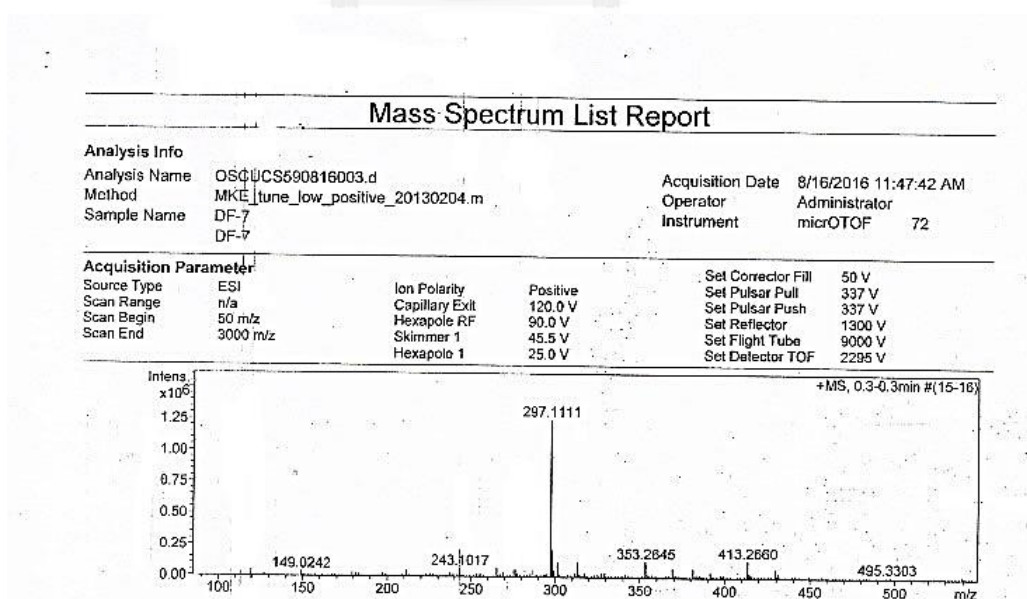 Mass Spectrum List Report
Analysis Info
Analysis Name OSCUCS590816003.d Acquisition Date 8/16/2016 11:47:42 AM
Method MKE_tune_low_positive_20130204.m Operator Administrator
Sample Name DF-7 Instrument micrOTOF 72
DF-7
Acquisition Parameter
Source Type ESI Ion Polarity Positive Set Corrector Fill 50 V
Scan Range n/a Capillary Exit 120.0 V Set Pulsar Pull 337 V
Scan Begin 50 m/z Hexapole RF 90.0 V Set Pulsar Push 337 V
Scan End 3000 m/z Skimmer 1 45.5 V Set Reflector 1300 V
Hexapole 1 25.0 V Set Flight Tube 9000 V
Set Detector TOF 2295 V
Intens.
x10^6
+MS, 0.3-0.3min #(15-16)
1.25
297.1111
1.00
0.75
0.50
0.25
149.0242 243.1017 353.2645 413.2660 495.3303
0.00
100 150 200 250 300 350 400 450 500 m/z